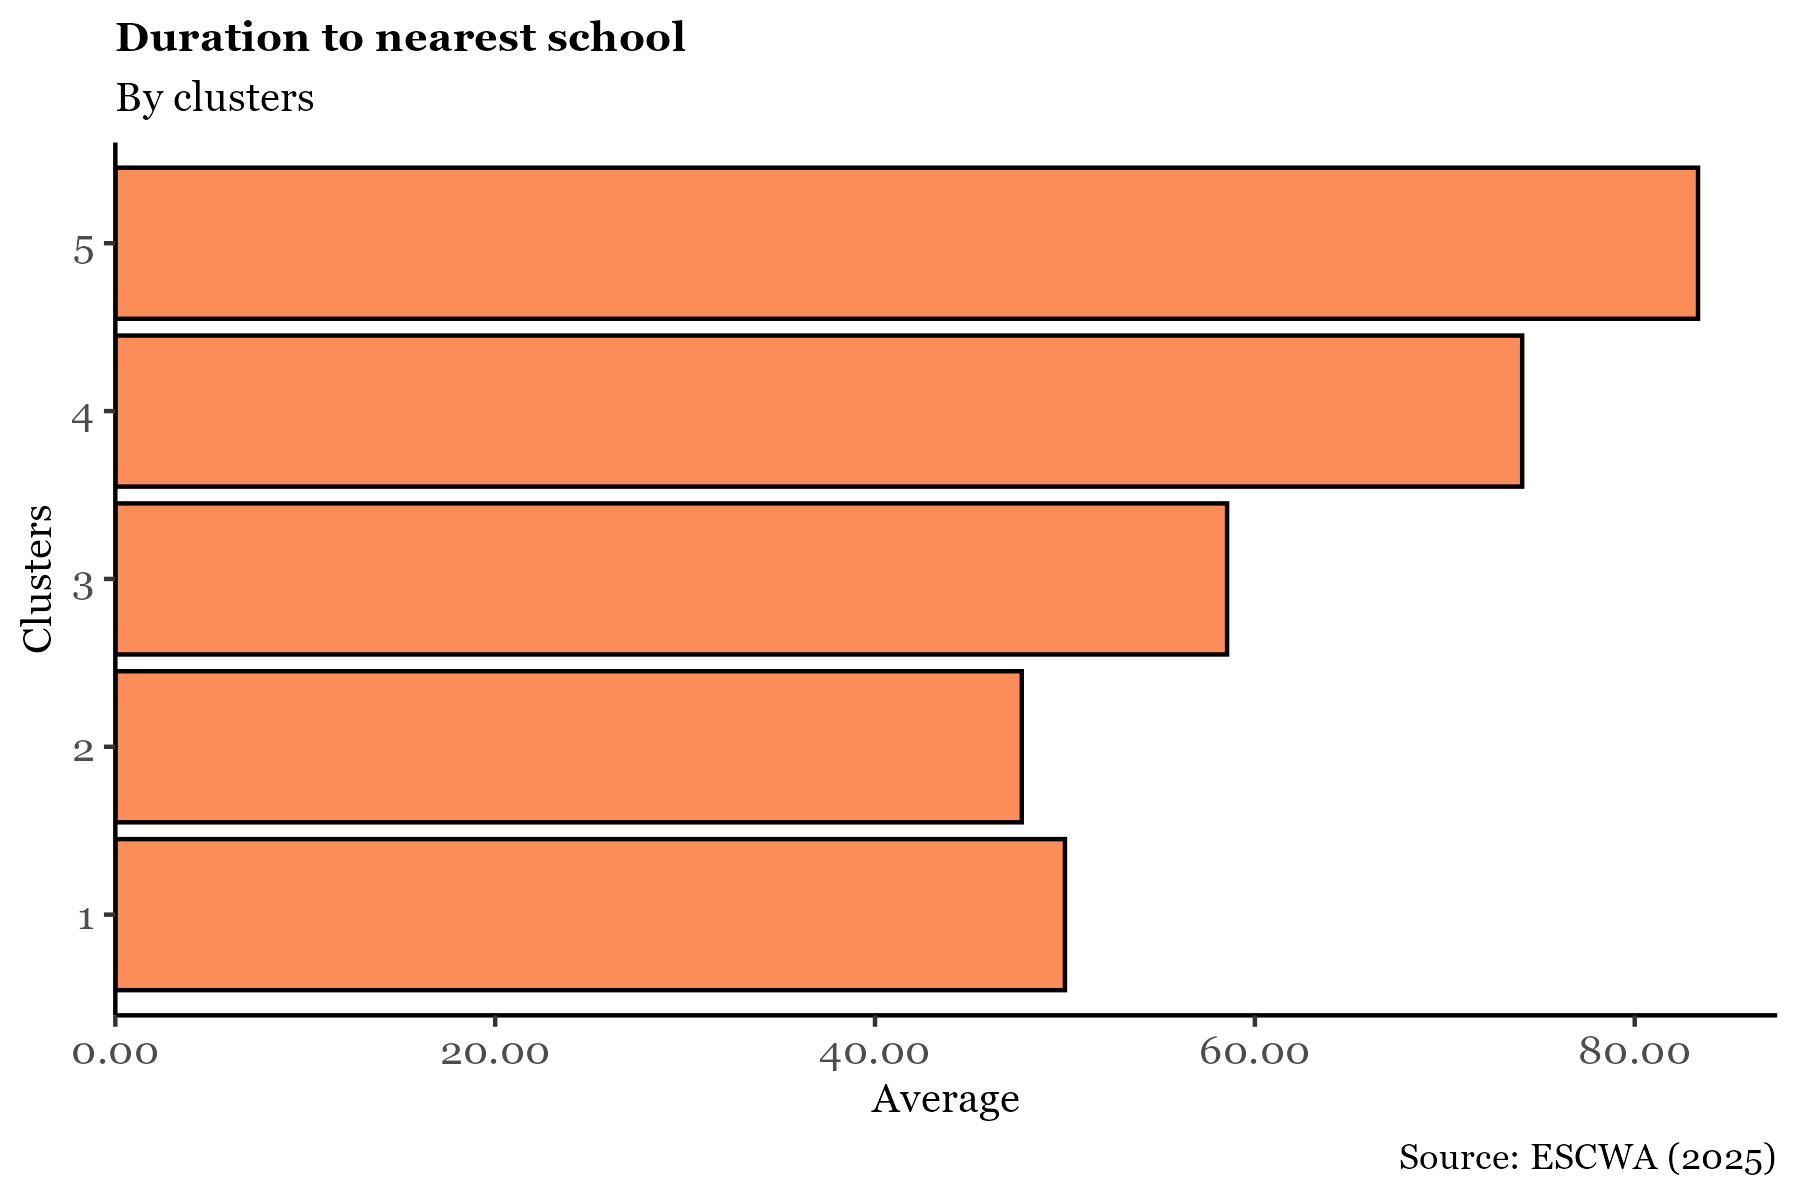 Duration to nearest school
By clusters
5
4
3
2
1
Clusters
0.00 20.00 40.00 60.00 80.00
Average
Source: ESCWA (2025)